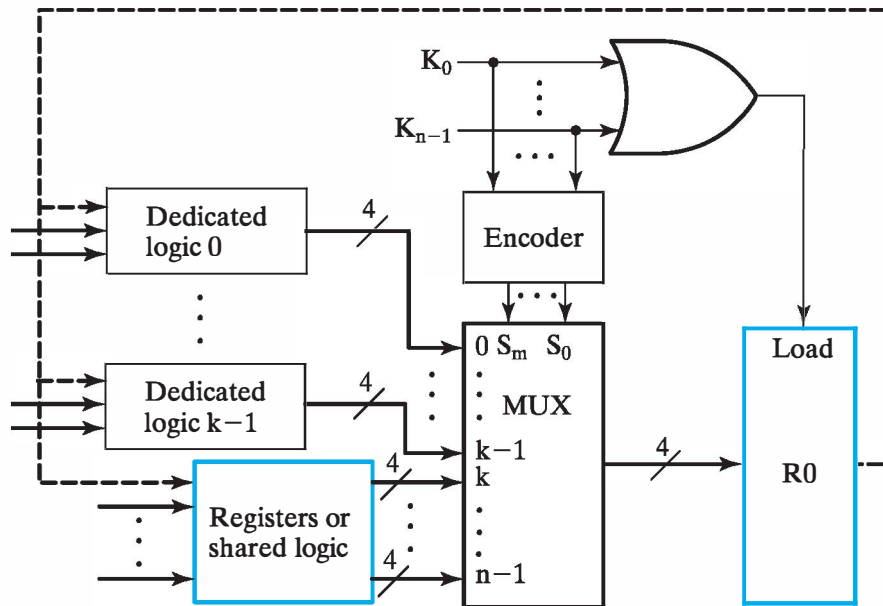 K0
Kn−1
4
Dedicated
logic 0
Encoder
0 Sm S0
Load
MUX
4
Dedicated
logic k−1
k−1
4
R0
4
k
Registers or
shared logic
4
n−1